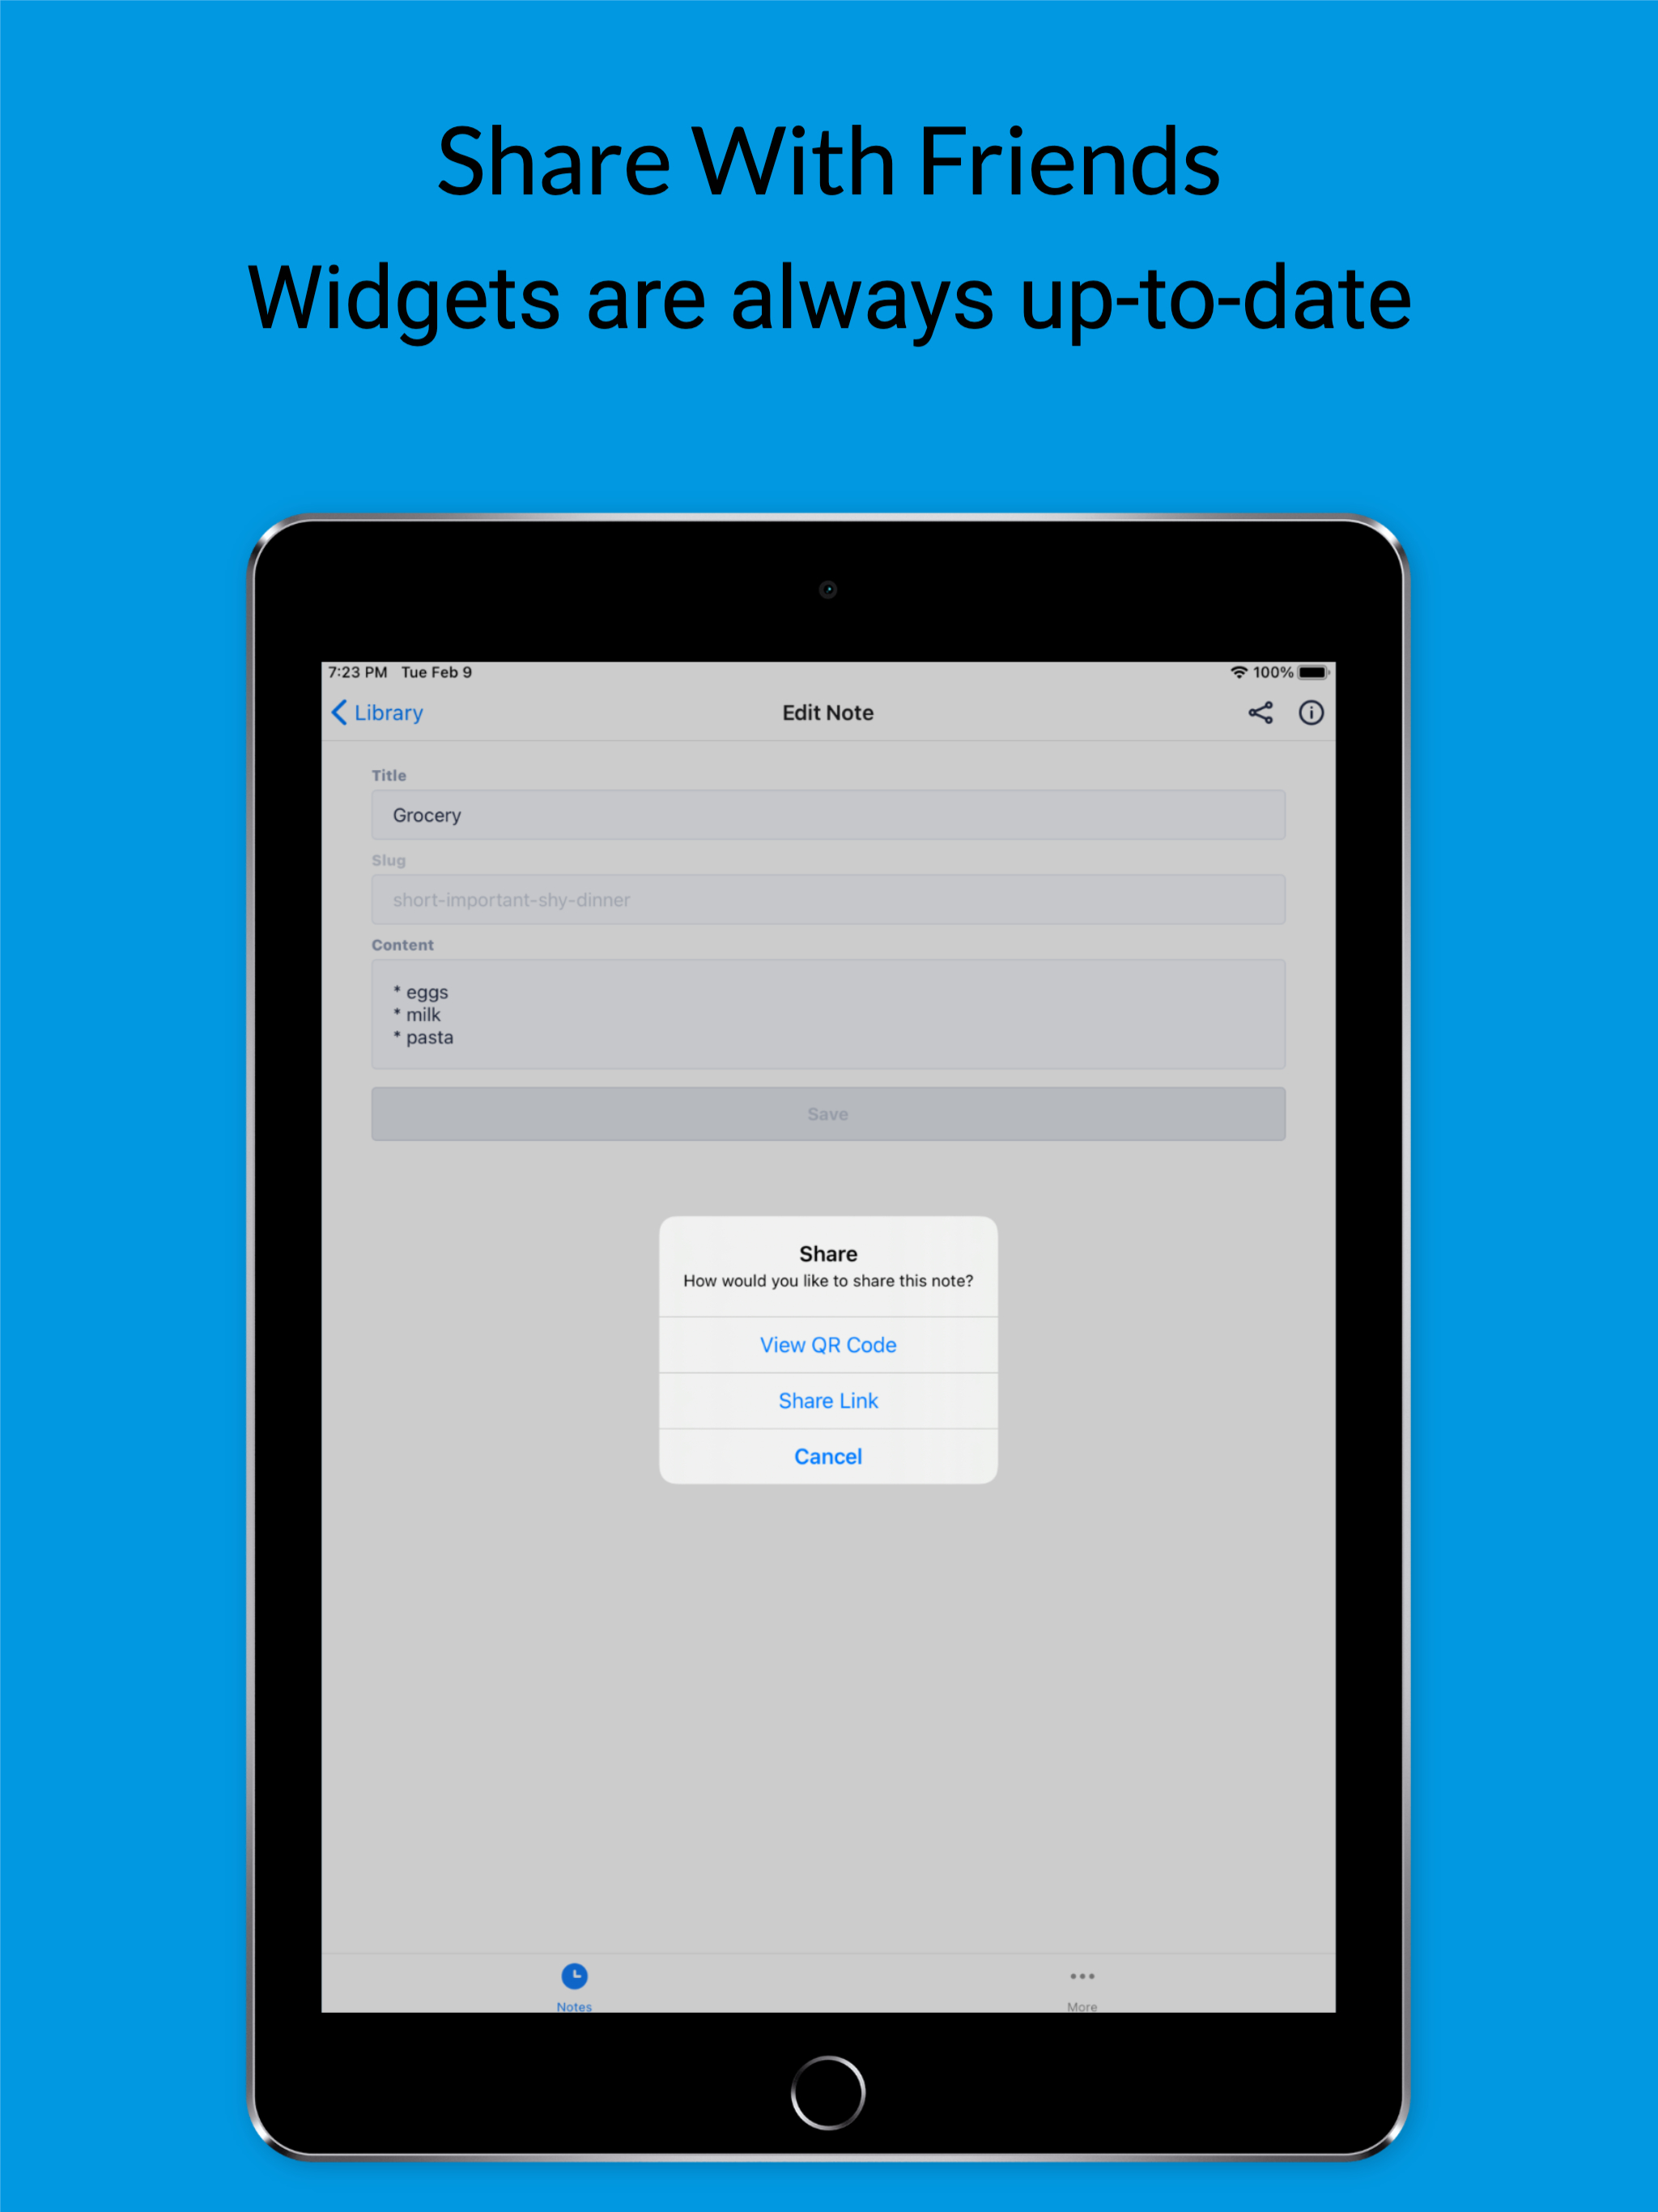 Share With Friends
Widgets are always up-to-date
7:23 PM Tue Feb 9 100%
Library Edit Note
Title
Grocery
Slug
short-important-shy-dinner
Content
* eggs
* milk
* pasta
Save
Share
How would you like to share this note?
View QR Code
Share Link
Cancel
Notes More